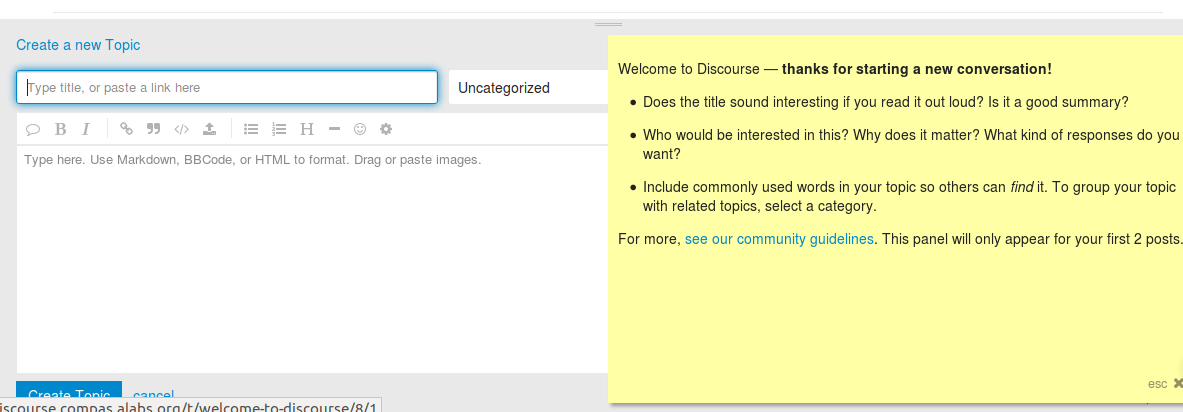 Create a new Topic
Type title, or paste a link here
Uncategorized
B I H
Type here. Use Markdown, BBCode, or HTML to format. Drag or paste images.
Welcome to Discourse — thanks for starting a new conversation!
Does the title sound interesting if you read it out loud? Is it a good summary?
Who would be interested in this? Why does it matter? What kind of responses do you
want?
Include commonly used words in your topic so others can find it. To group your topic
with related topics, select a category.
For more, see our community guidelines. This panel will only appear for your first 2 posts.
esc
Create Topic cancel
iscourse.compas.alabs.org/t/welcome-to-discourse/8/1